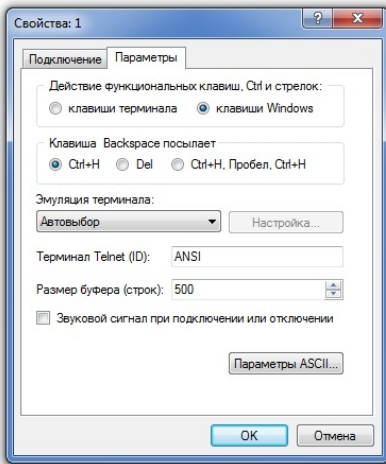 Свойства: 1
Подключение Параметры
Действие функциональных клавиш, Ctrl и стрелок:
клавиши терминала клавиши Windows
Клавиша Backspace посылает
Ctrl+H Del Ctrl+H, Пробел, Ctrl+H
Эмуляция терминала:
Автовыбор Настройка...
Терминал Telnet (ID): ANSI
Размер буфера (строк): 500
Звуковой сигнал при подключении или отключении
Параметры ASCII...
OK Отмена